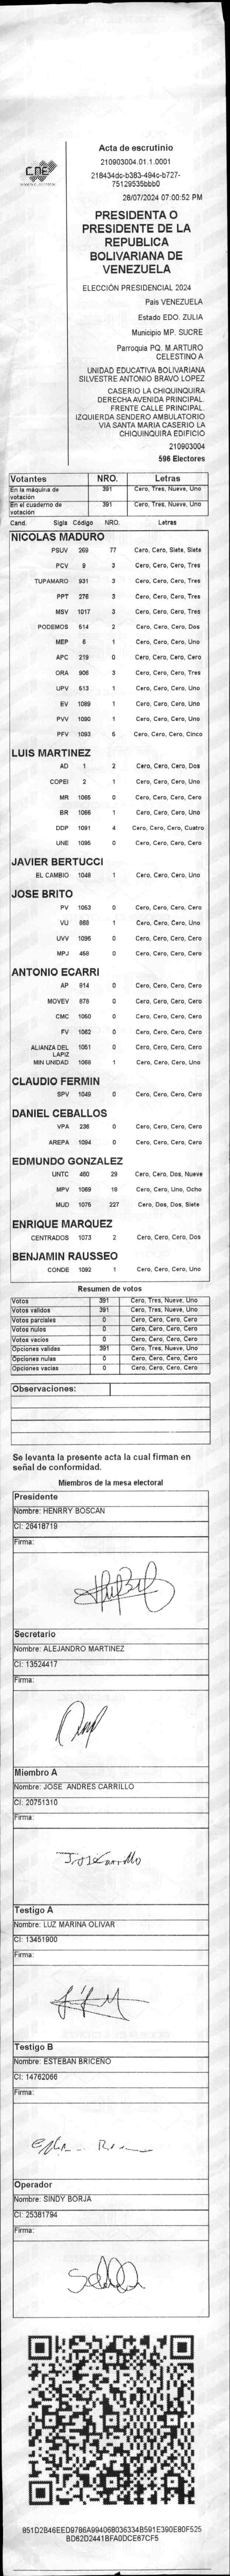 CNE
Acta de escrutinio
210903004.01.1.0001
218434dc-b383-494c-b727-
75129535bbb0
28/07/2024 07:00:52 PM
PRESIDENTA O
PRESIDENTE DE LA
REPUBLICA
BOLIVARIANA DE
VENEZUELA
ELECCIÓN PRESIDENCIAL 2024
País VENEZUELA
Estado EDO. ZULIA
Municipio MP. SUCRE
Parroquia PQ. M.ARTURO
CELESTINO A
UNIDAD EDUCATIVA BOLIVARIANA
SILVESTRE ANTONIO BRAVO LOPEZ
CASERIO LA CHIQUINQUIRA
DERECHA AVENIDA PRINCIPAL.
FRENTE CALLE PRINCIPAL.
IZQUIERDA SENDERO AMBULATORIO
VIA SANTA MARIA CASERIO LA
CHIQUINQUIRA EDIFICIO
210903004
596 Electores
Votantes NRO. Letras
En la máquina de votación 391 Cero, Tres, Nueve, Uno
En el cuaderno de votación 391 Cero, Tres, Nueve, Uno
Cand. Sigla Código NRO. Letras
NICOLAS MADURO
PSUV 269 77 Cero, Cero, Siete, Siete
PCV 9 3 Cero, Cero, Cero, Tres
TUPAMARO 931 3 Cero, Cero, Cero, Tres
PPT 276 3 Cero, Cero, Cero, Tres
MSV 1017 3 Cero, Cero, Cero, Tres
PODEMOS 514 2 Cero, Cero, Cero, Dos
MEP 6 1 Cero, Cero, Cero, Uno
APC 219 0 Cero, Cero, Cero, Cero
ORA 906 3 Cero, Cero, Cero, Tres
UPV 513 1 Cero, Cero, Cero, Uno
EV 1089 1 Cero, Cero, Cero, Uno
PVV 1090 1 Cero, Cero, Cero, Uno
PFV 1093 5 Cero, Cero, Cero, Cinco
LUIS MARTINEZ
AD 1 2 Cero, Cero, Cero, Dos
COPEI 2 1 Cero, Cero, Cero, Uno
MR 1065 0 Cero, Cero, Cero, Cero
BR 1066 1 Cero, Cero, Cero, Uno
DDP 1091 4 Cero, Cero, Cero, Cuatro
UNE 1095 0 Cero, Cero, Cero, Cero
JAVIER BERTUCCI
EL CAMBIO 1048 1 Cero, Cero, Cero, Uno
JOSE BRITO
PV 1053 0 Cero, Cero, Cero, Cero
VU 868 1 Cero, Cero, Cero, Uno
UVV 1096 0 Cero, Cero, Cero, Cero
MPJ 458 0 Cero, Cero, Cero, Cero
ANTONIO ECARRI
AP 914 0 Cero, Cero, Cero, Cero
MOVEV 878 0 Cero, Cero, Cero, Cero
CMC 1050 0 Cero, Cero, Cero, Cero
FV 1062 0 Cero, Cero, Cero, Cero
ALIANZA DEL LAPIZ 1051 0 Cero, Cero, Cero, Cero
MIN UNIDAD 1068 1 Cero, Cero, Cero, Uno
CLAUDIO FERMIN
SPV 1049 0 Cero, Cero, Cero, Cero
DANIEL CEBALLOS
VPA 236 0 Cero, Cero, Cero, Cero
AREPA 1094 0 Cero, Cero, Cero, Cero
EDMUNDO GONZALEZ
UNTC 460 29 Cero, Cero, Dos, Nueve
MPV 1069 18 Cero, Cero, Uno, Ocho
MUD 1076 227 Cero, Dos, Dos, Siete
ENRIQUE MARQUEZ
CENTRADOS 1073 2 Cero, Cero, Cero, Dos
BENJAMIN RAUSSEO
CONDE 1092 1 Cero, Cero, Cero, Uno
Resumen de votos
Votos 391 Cero, Tres, Nueve, Uno
Votos validos 391 Cero, Tres, Nueve, Uno
Votos parciales 0 Cero, Cero, Cero, Cero
Votos nulos 0 Cero, Cero, Cero, Cero
Votos vacios 0 Cero, Cero, Cero, Cero
Opciones validas 391 Cero, Tres, Nueve, Uno
Opciones nulas 0 Cero, Cero, Cero, Cero
Opciones vacias 0 Cero, Cero, Cero, Cero
Observaciones:
Se levanta la presente acta la cual firman en
señal de conformidad.
Miembros de la mesa electoral
Presidente
Nombre: HENRRY BOSCAN
CI: 26418719
Firma:
Secretario
Nombre: ALEJANDRO MARTINEZ
CI: 13524417
Firma:
Miembro A
Nombre: JOSE ANDRES CARRILLO
CI: 20751310
Firma:
José Carrillo
Testigo A
Nombre: LUZ MARINA OLIVAR
CI: 13451900
Firma:
Testigo B
Nombre: ESTEBAN BRICENO
CI: 14762066
Firma:
Operador
Nombre: SINDY BORJA
CI: 25381794
Firma:
851D2B46EED9786A994068036334B591E390E80F525
BD62D2441BFA0DCE67CF5